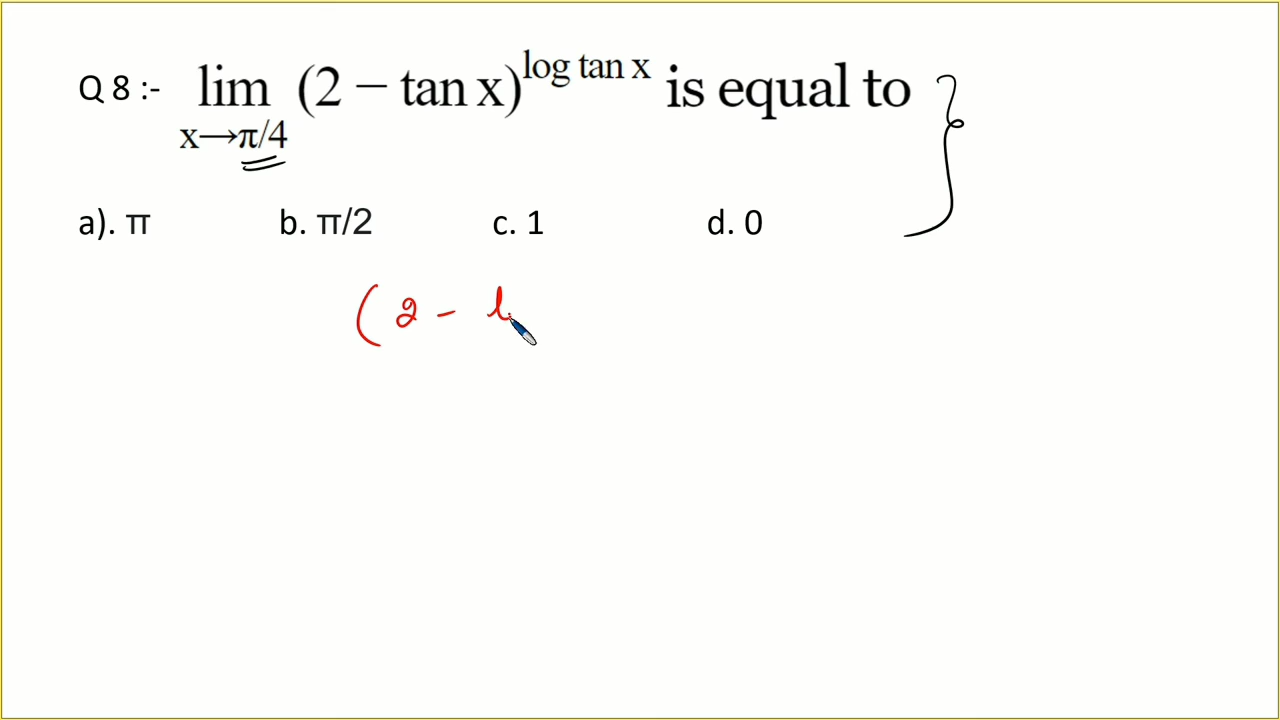 Q 8 :- lim (2 − tan x)^log tan x is equal to
x→π/4
a). π b. π/2 c. 1 d. 0
( 2 -